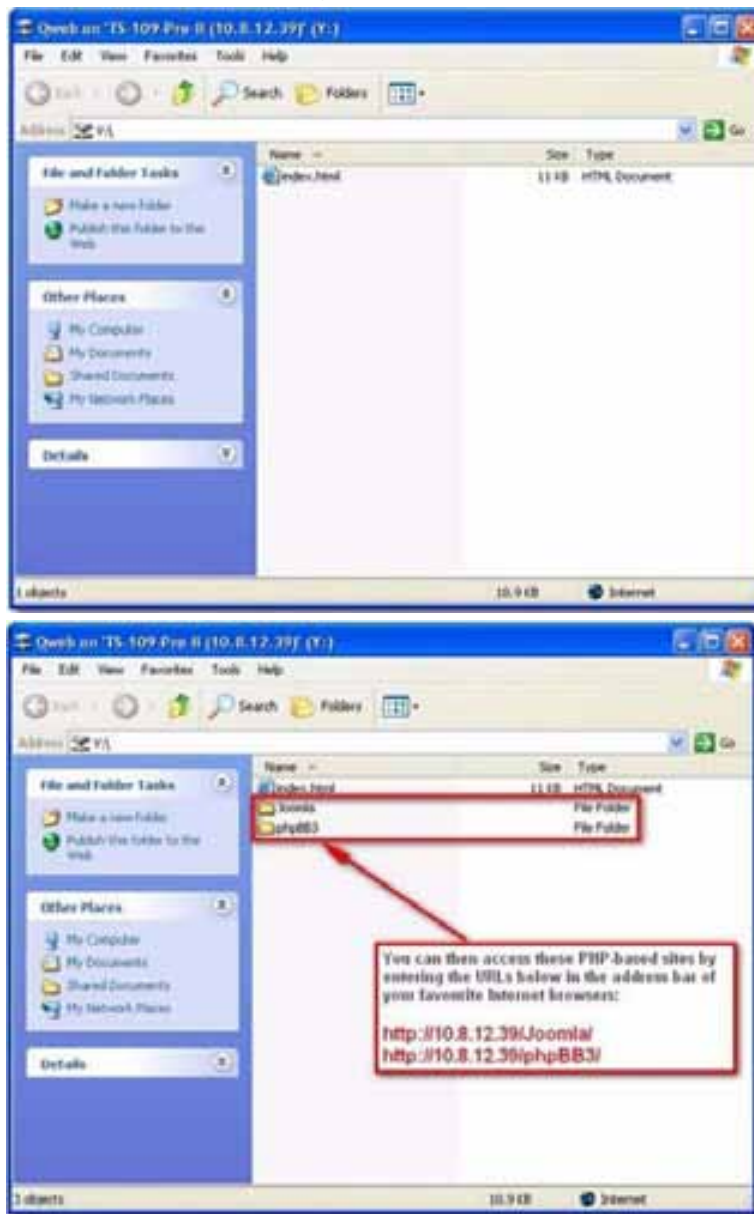 Qweb on 'TS-109-Pro-II (10.8.12.39)' (Y:)
File Edit View Favorites Tools Help
Back Search Folders
Address Y:\ Go
Name Size Type
index.html 11 KB HTML Document
File and Folder Tasks
Make a new folder
Publish this folder to the
Web
Other Places
My Computer
My Documents
Shared Documents
My Network Places
Details
1 objects 10.9 KB Internet
Qweb on 'TS-109-Pro-II (10.8.12.39)' (Y:)
File Edit View Favorites Tools Help
Back Search Folders
Address Y:\ Go
Name Size Type
index.html 11 KB HTML Document
Joomla File Folder
phpBB3 File Folder
File and Folder Tasks
Make a new folder
Publish this folder to the
Web
Other Places
My Computer
My Documents
Shared Documents
My Network Places
Details
You can then access these PHP-based sites by
entering the URLs below in the address bar of
your favorite Internet browsers:
http://10.8.12.39/Joomla/
http://10.8.12.39/phpBB3/
3 objects 10.9 KB Internet